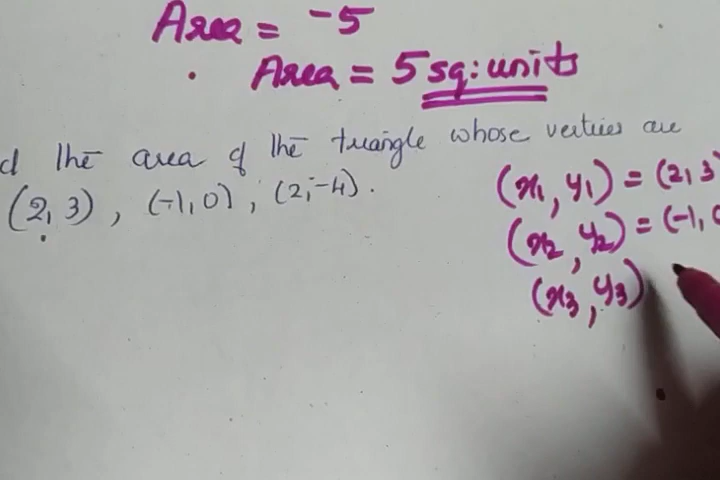 Area = -5
Area = 5 sq: units
d the area of the triangle whose vertices are
(2, 3) , (-1, 0) , (2, -4).
(x1, y1) = (2, 3
(x2, y2) = (-1, 0
(x3, y3)